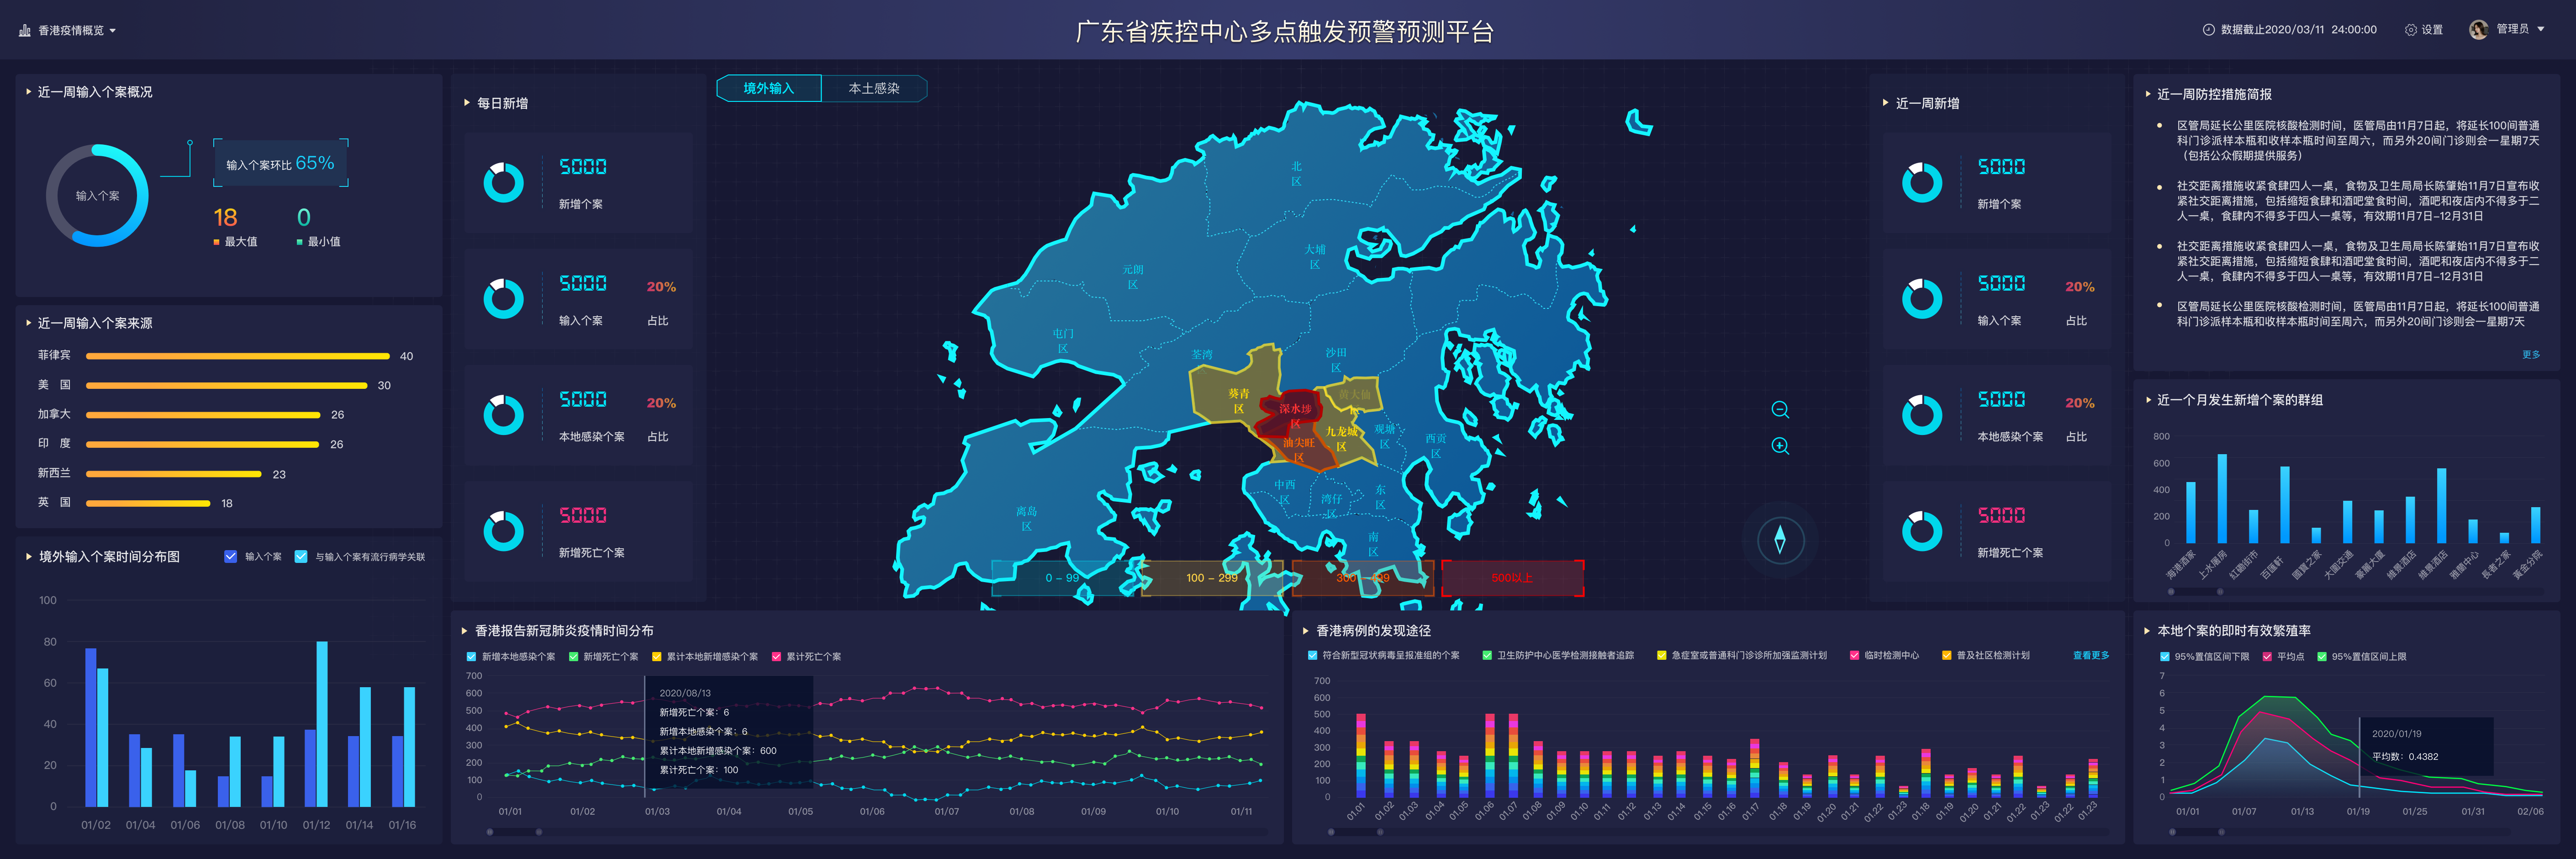 香港疫情概览
广东省疾控中心多点触发预警预测平台
数据截止2020/03/11 24:00:00
设置
管理员
近一周输入个案概况
输入个案
输入个案环比 65%
18
0
最大值
最小值
近一周输入个案来源
菲律宾 40
美 国 30
加拿大 26
印 度 26
新西兰 23
英 国 18
境外输入个案时间分布图
输入个案
与输入个案有流行病学关联
100
80
60
40
20
0
01/02 01/04 01/06 01/08 01/10 01/12 01/14 01/16
每日新增
5000
新增个案
5000
20%
输入个案
占比
5000
20%
本地感染个案
占比
5000
新增死亡个案
境外输入
本土感染
北
区
大埔
区
元朗
区
屯门
区
荃湾
沙田
区
葵青
区
深水埗
区
黄大仙
九龙城
区
油尖旺
区
观塘
区
西贡
区
中西
区
湾仔
区
东
区
南
区
离岛
区
0 - 99
100 - 299
500以上
近一周新增
5000
新增个案
5000
20%
输入个案
占比
5000
20%
本地感染个案
占比
5000
新增死亡个案
近一周防控措施简报
区管局延长公里医院核酸检测时间，医管局由11月7日起，将延长100间普通
科门诊派样本瓶和收样本瓶时间至周六，而另外20间门诊则会一星期7天
（包括公众假期提供服务）
社交距离措施收紧食肆四人一桌，食物及卫生局局长陈肇始11月7日宣布收
紧社交距离措施，包括缩短食肆和酒吧堂食时间，酒吧和夜店内不得多于二
人一桌，食肆内不得多于四人一桌等，有效期11月7日-12月31日
社交距离措施收紧食肆四人一桌，食物及卫生局局长陈肇始11月7日宣布收
紧社交距离措施，包括缩短食肆和酒吧堂食时间，酒吧和夜店内不得多于二
人一桌，食肆内不得多于四人一桌等，有效期11月7日-12月31日
区管局延长公里医院核酸检测时间，医管局由11月7日起，将延长100间普通
科门诊派样本瓶和收样本瓶时间至周六，而另外20间门诊则会一星期7天
更多
近一个月发生新增个案的群组
800
600
400
200
0
海港酒家
上水屠房
紅磡街市
百匯軒
國寶之家
大圍交通
豪展大廈
維景酒店
維景酒店
雅蘭中心
長者之家
黃金分院
香港报告新冠肺炎疫情时间分布
新增本地感染个案
新增死亡个案
累计本地新增感染个案
累计死亡个案
700
600
500
400
300
200
100
0
2020/08/13
新增死亡个案：6
新增本地感染个案：6
累计本地新增感染个案：600
累计死亡个案：100
01/01 01/02 01/03 01/04 01/05 01/06 01/07 01/08 01/09 01/10 01/11
香港病例的发现途径
符合新型冠状病毒呈报准组的个案
卫生防护中心医学检测接触者追踪
急症室或普通科门诊诊所加强监测计划
临时检测中心
普及社区检测计划
查看更多
700
600
500
400
300
200
100
0
01.01 01.02 01.03 01.04 01.05 01.06 01.07 01.08 01.09 01.10 01.11 01.12 01.13 01.14 01.15 01.16 01.17 01.18 01.19 01.20 01.21 01.22 01.23 01.18 01.19 01.20 01.21 01.22 01.23 01.22 01.23
本地个案的即时有效繁殖率
95%置信区间下限
平均点
95%置信区间上限
7
6
5
4
3
2
1
0
2020/01/19
平均数：0.4382
01/01 01/07 01/13 01/19 01/25 01/31 02/06